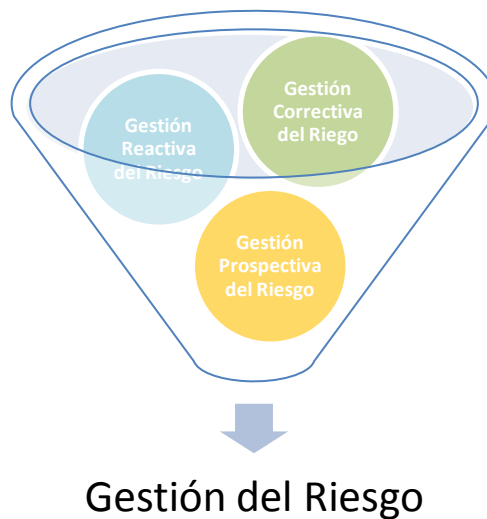 Gestión
Reactiva
del Riesgo
Gestión
Correctiva
del Riego
Gestión
Prospectiva
del Riesgo
Gestión del Riesgo